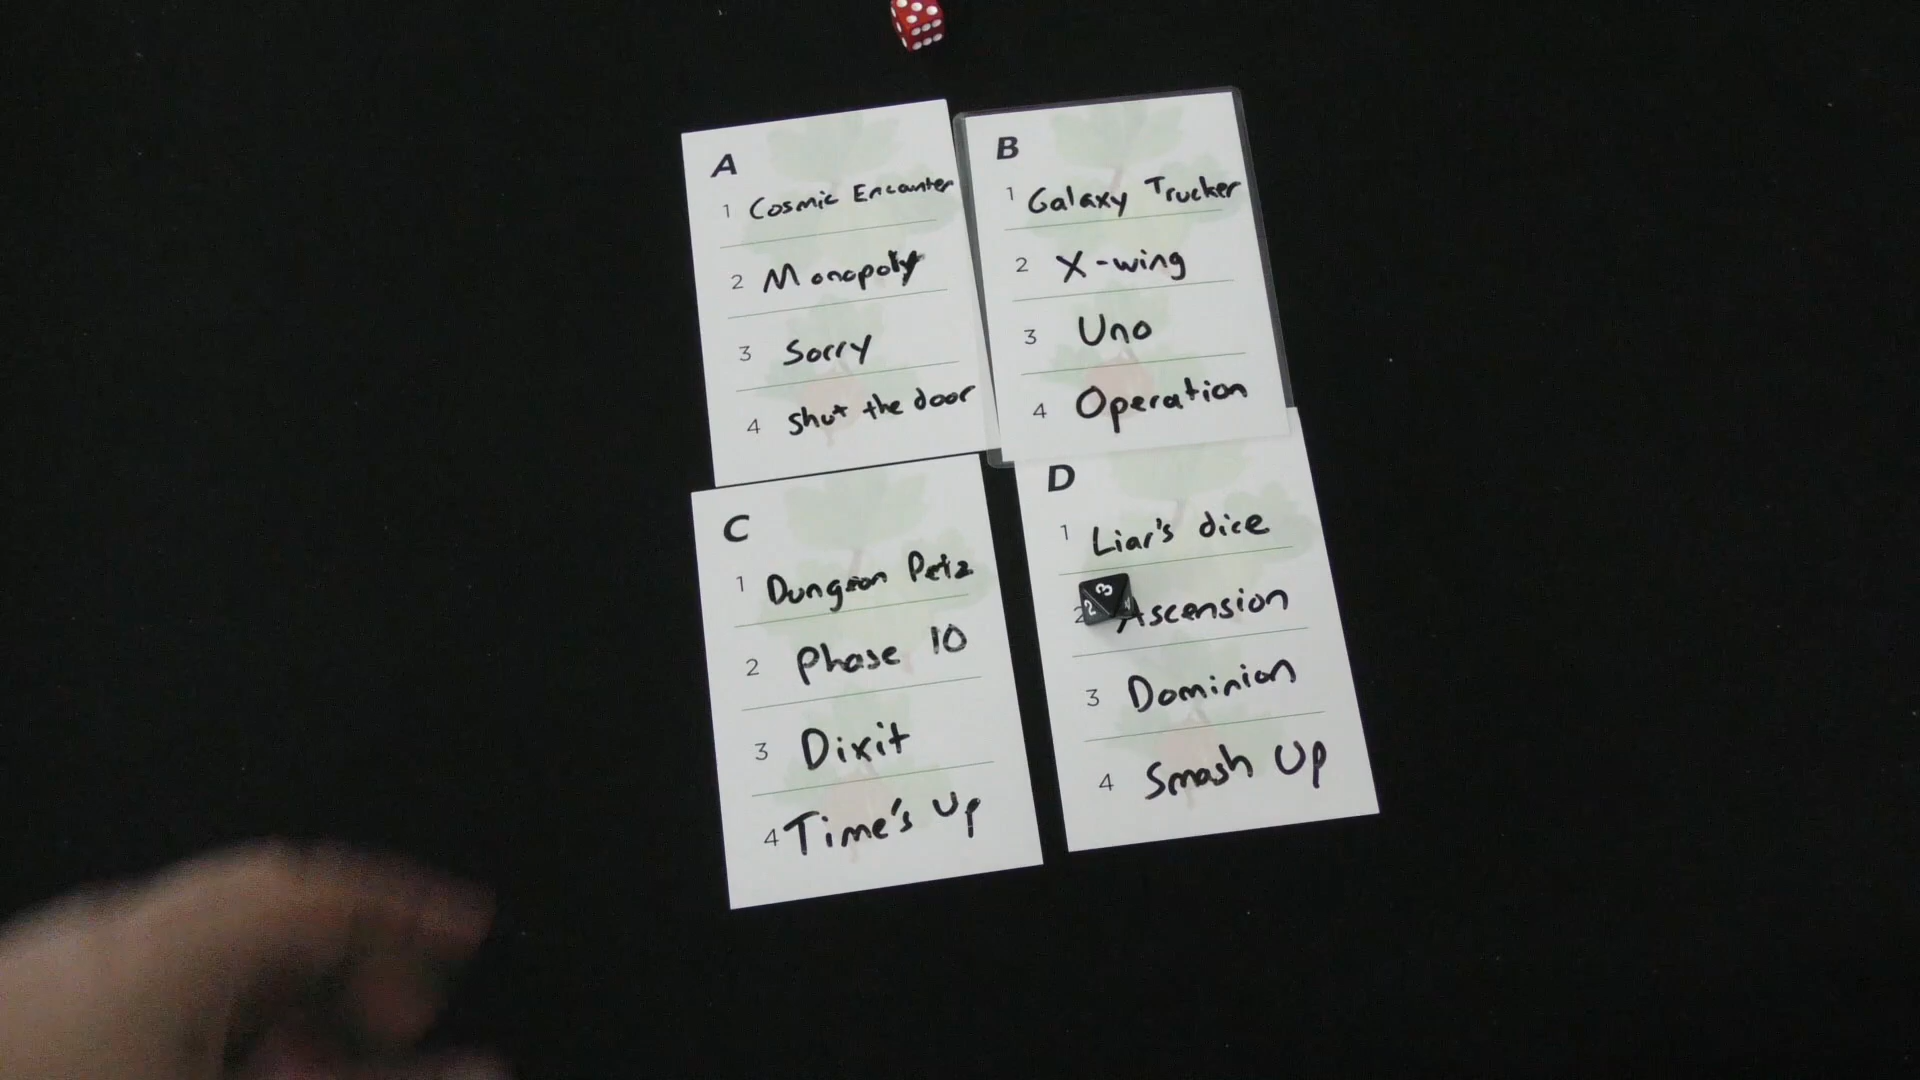 A
1 Cosmic Encounter
2 Monopoly
3 Sorry
4 Shut the door
B
1 Galaxy Trucker
2 X-wing
3 Uno
4 Operation
C
1 Dungeon Petz
2 Phase 10
3 Dixit
4 Time's Up
D
1 Liar's dice
2 Ascension
3 Dominion
4 Smash Up
3
2